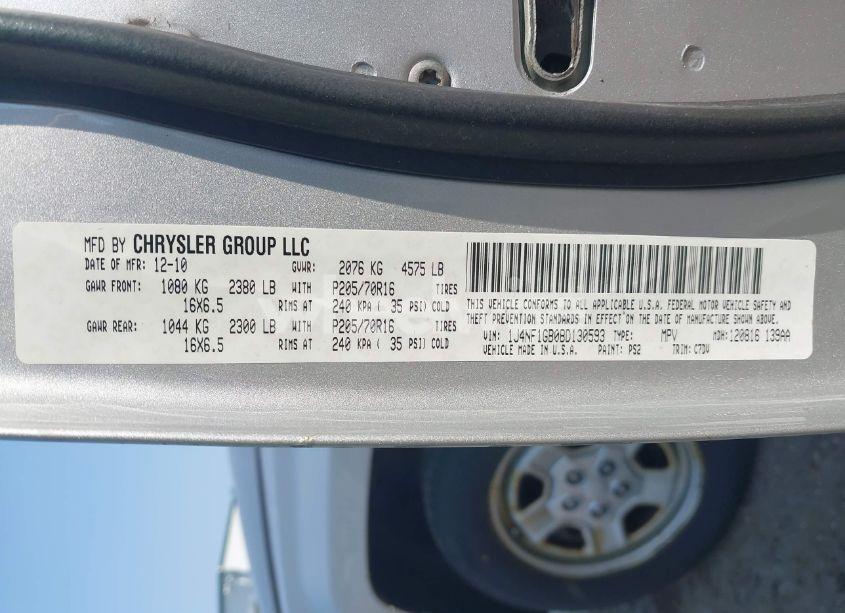 MFD BY CHRYSLER GROUP LLC
DATE OF MFR: 12-10 GVWR: 2076 KG 4575 LB
GAWR FRONT: 1080 KG 2380 LB WITH P205/70R16 TIRES
16X6.5 RIMS AT 240 KPA ( 35 PSI) COLD
GAWR REAR: 1044 KG 2300 LB WITH P205/70R16 TIRES
16X6.5 RIMS AT 240 KPA ( 35 PSI) COLD
THIS VEHICLE CONFORMS TO ALL APPLICABLE U.S.A. FEDERAL MOTOR VEHICLE SAFETY AND
THEFT PREVENTION STANDARDS IN EFFECT ON THE DATE OF MANUFACTURE SHOWN ABOVE.
VIN: 1J4NF1GB0BD130593 TYPE: MPV MDH: 120816 139AA
VEHICLE MADE IN U.S.A. PAINT: PS2 TRIM: C7DV